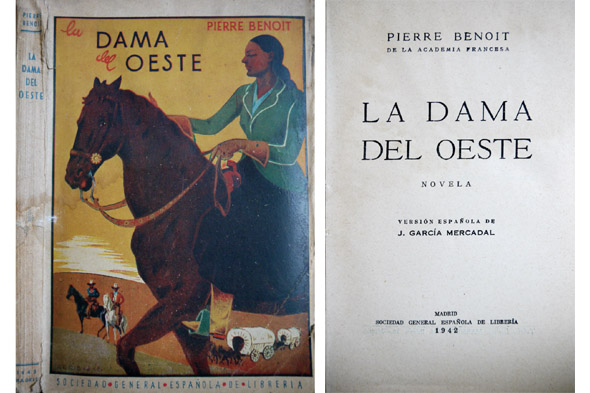 PIERRE
BENOIT
LA
DAMA
DEL
OESTE
PIERRE BENOIT
la DAMA
del OESTE
SOCIEDAD·GENERAL·ESPAÑOLA·DE·LIBRERIA
PIERRE BENOIT
DE LA ACADEMIA FRANCESA
LA DAMA
DEL OESTE
NOVELA
VERSIÓN ESPAÑOLA DE
J. GARCÍA MERCADAL
MADRID
SOCIEDAD GENERAL ESPAÑOLA DE LIBRERÍA
1942